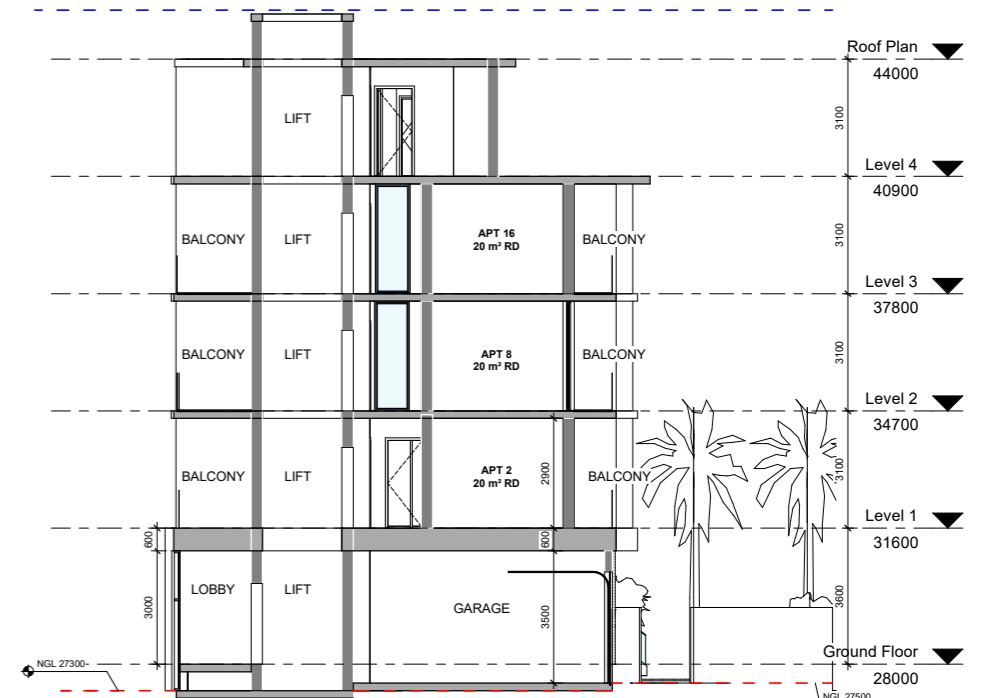 Roof Plan
44000
LIFT
3100
Level 4
40900
BALCONY
LIFT
APT 16
20 m² RD
BALCONY
3100
Level 3
37800
BALCONY
LIFT
APT 8
20 m² RD
BALCONY
3100
Level 2
34700
BALCONY
LIFT
APT 2
20 m² RD
2900
BALCONY
3100
Level 1
31600
600
600
LOBBY
LIFT
GARAGE
3000
3500
3600
Ground Floor
28000
NGL 27300
NGL 27500